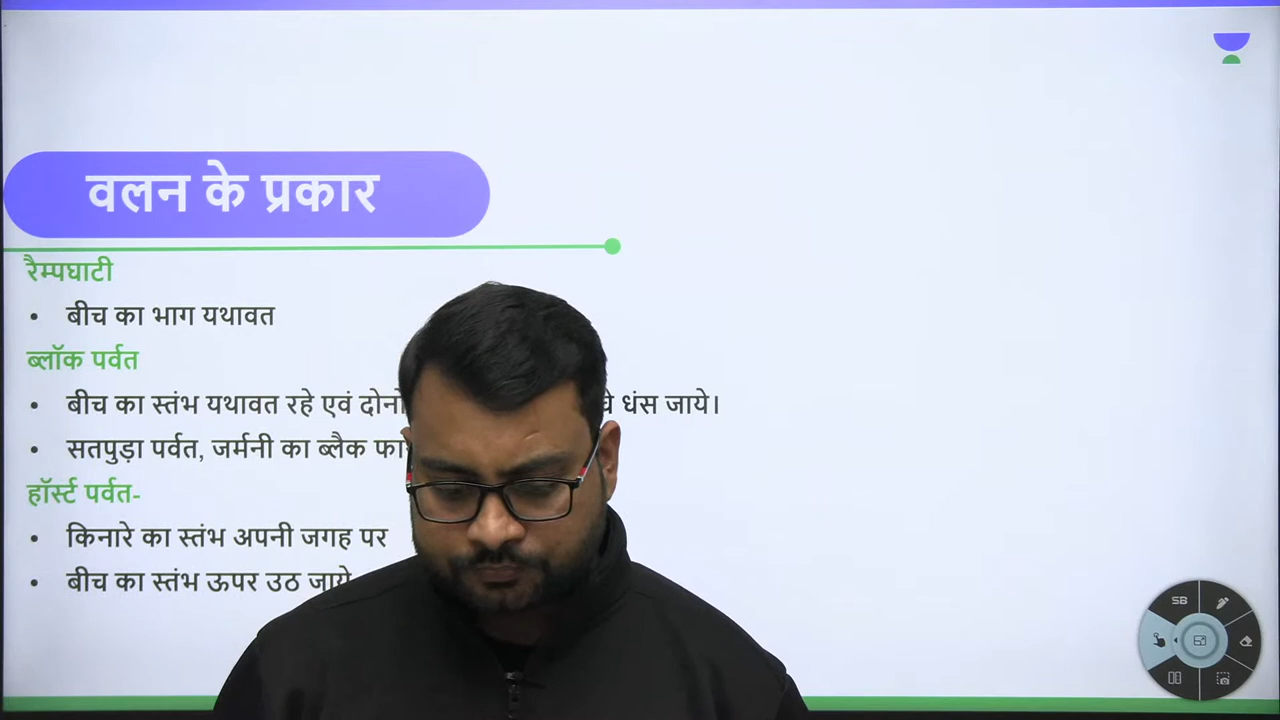 वलन के प्रकार
रैम्पघाटी
• बीच का भाग यथावत
ब्लॉक पर्वत
• बीच का स्तंभ यथावत रहे एवं धंस जाये।
• सतपुड़ा पर्वत, जर्मनी का ब्लैक
हॉर्स्ट पर्वत-
• किनारे का स्तंभ अपनी जगह पर
• बीच का स्तंभ ऊपर उठ जाये
SB